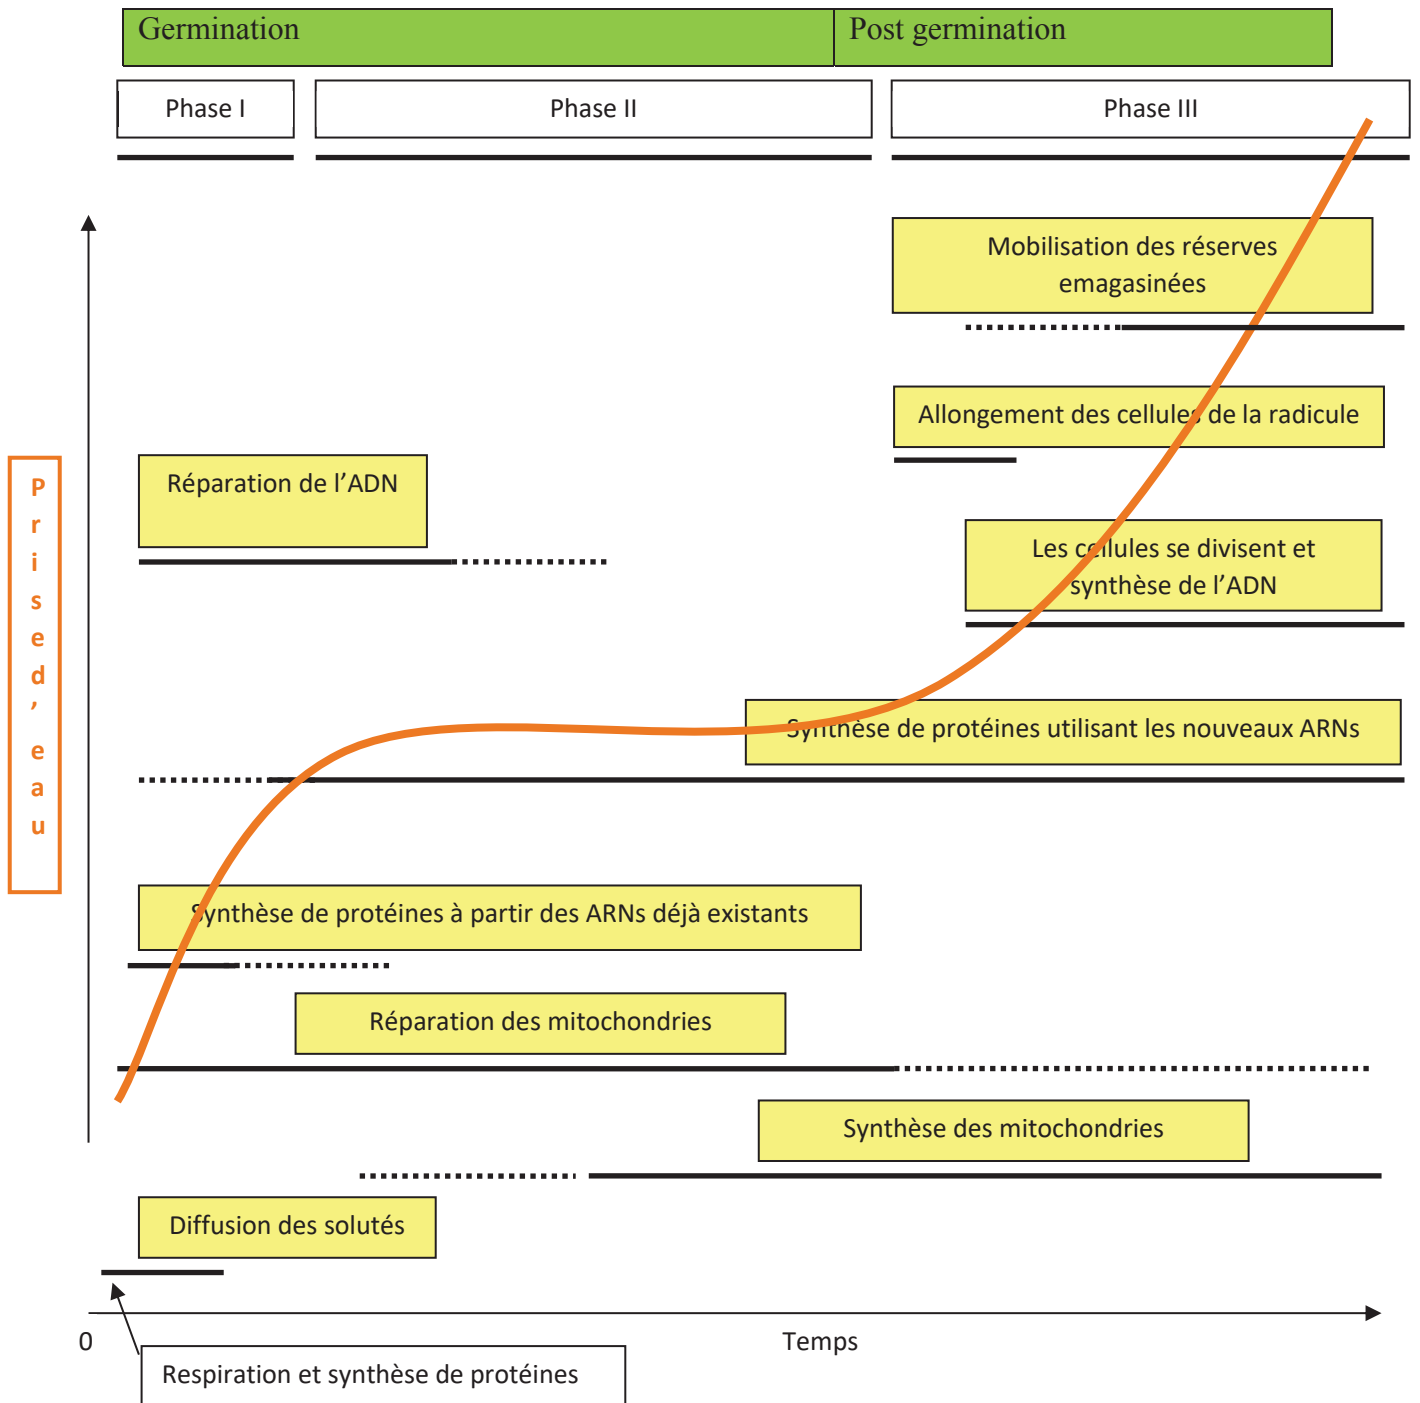 Germination
Post germination
Phase I
Phase II
Phase III
Mobilisation des réserves
emagasinées
Allongement des cellules de la radicule
Réparation de l'ADN
Les cellules se divisent et
synthèse de l'ADN
Prise d' eau
Synthèse de protéines utilisant les nouveaux ARNs
Synthèse de protéines à partir des ARNs déjà existants
Réparation des mitochondries
Synthèse des mitochondries
Diffusion des solutés
0
Temps
Respiration et synthèse de protéines